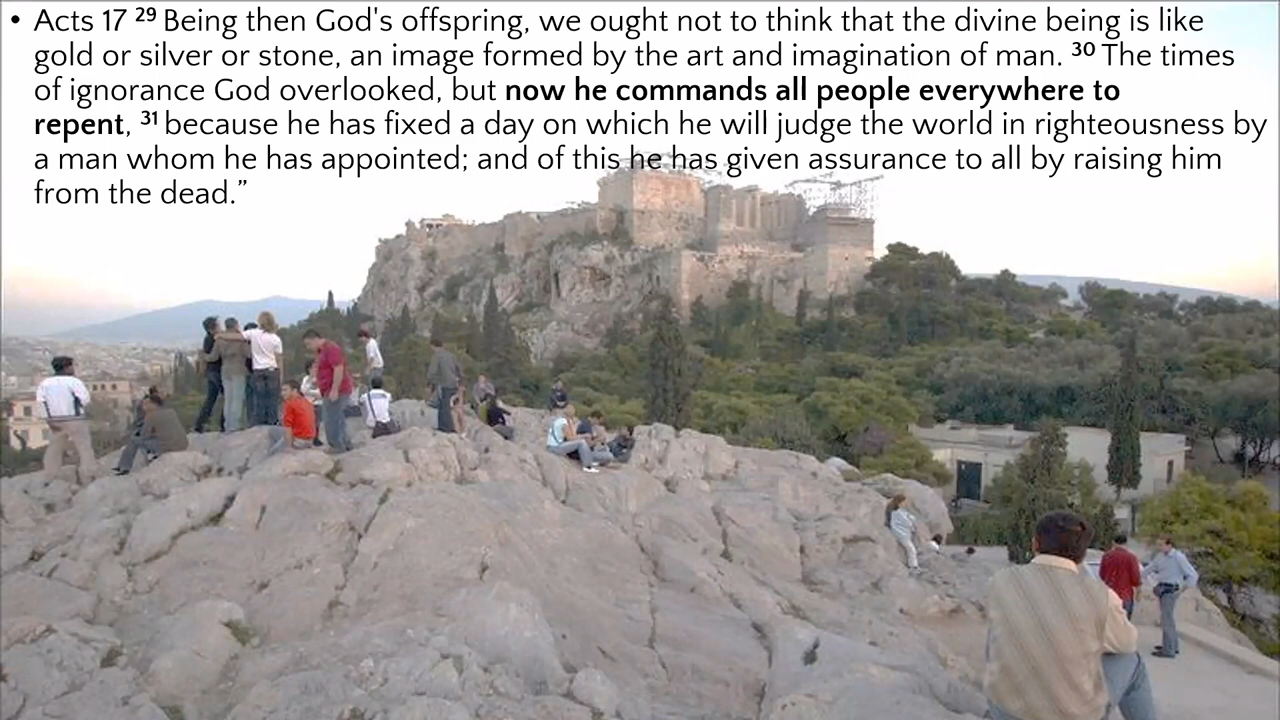 • Acts 17 ²⁹ Being then God's offspring, we ought not to think that the divine being is like
gold or silver or stone, an image formed by the art and imagination of man. ³⁰ The times
of ignorance God overlooked, but now he commands all people everywhere to
repent, ³¹ because he has fixed a day on which he will judge the world in righteousness by
a man whom he has appointed; and of this he has given assurance to all by raising him
from the dead.”